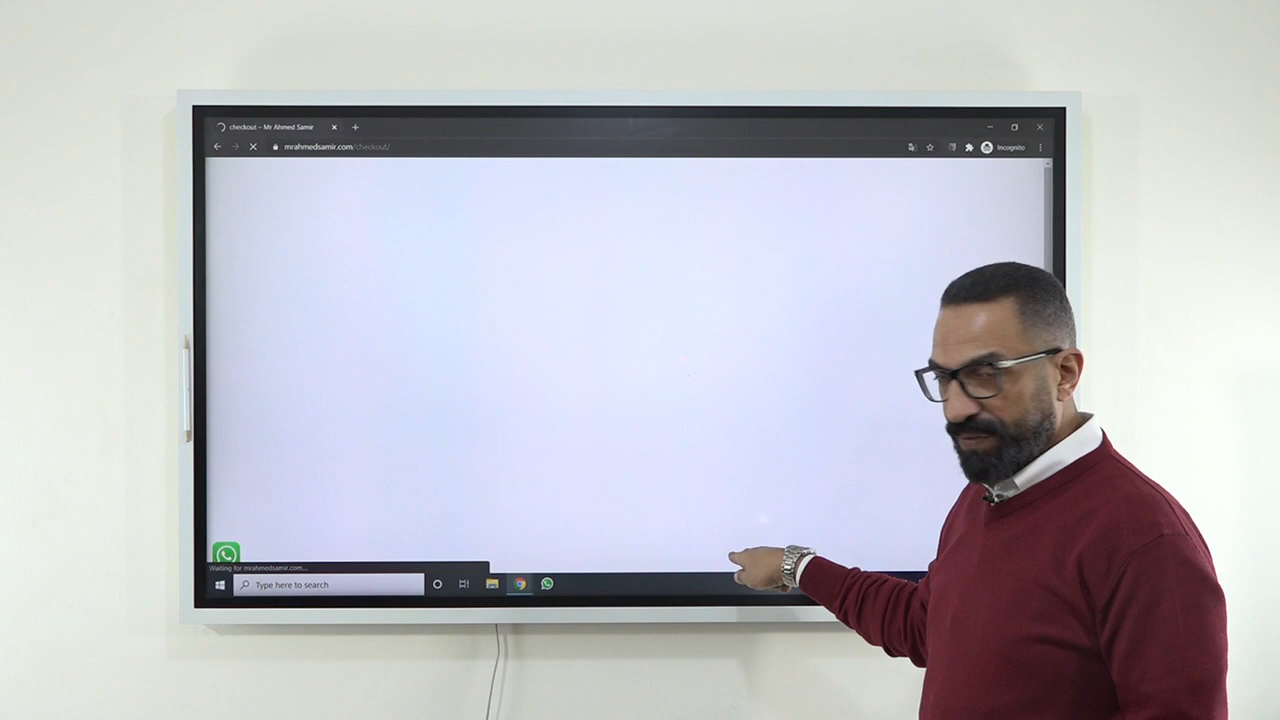 checkout – Mr Ahmed Samir
mrahmedsamir.com/checkout/
Incognito
Waiting for mrahmedsamir.com...
Type here to search